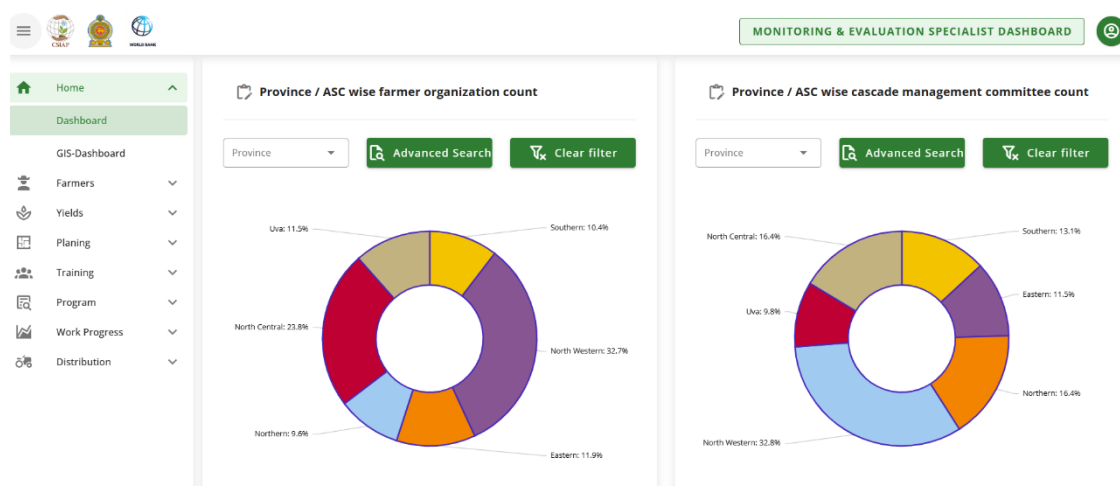 CSIAP
WORLD BANK
MONITORING & EVALUATION SPECIALIST DASHBOARD
Home
Dashboard
GIS-Dashboard
Farmers
Yields
Planing
Training
Program
Work Progress
Distribution
Province / ASC wise farmer organization count
Province
Advanced Search
Clear filter
Uva: 11.5%
Southern: 10.4%
North Central: 23.8%
North Western: 32.7%
Northern: 9.6%
Eastern: 11.9%
Province / ASC wise cascade management committee count
Province
Advanced Search
Clear filter
North Central: 16.4%
Southern: 13.1%
Eastern: 11.5%
Uva: 9.8%
Northern: 16.4%
North Western: 32.8%